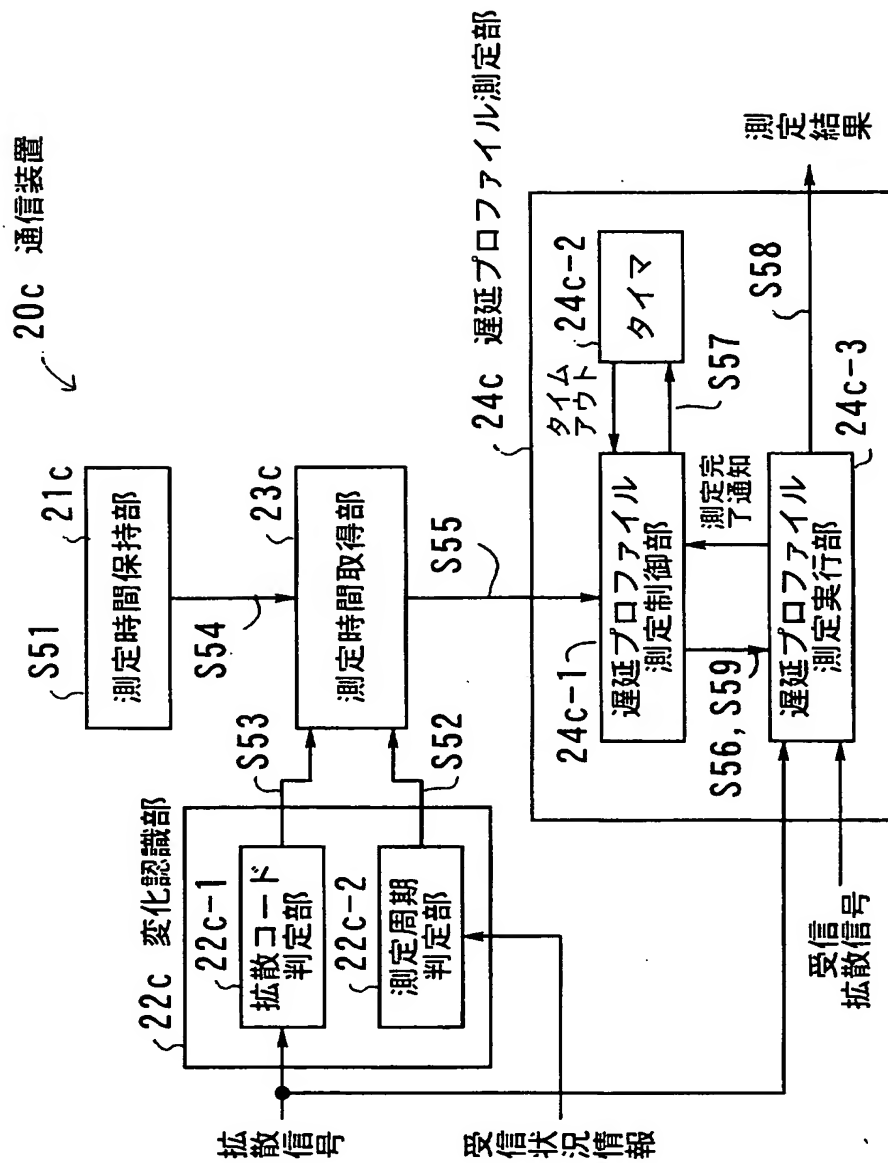 20c 通信装置
S51
21c
測定時間保持部
S54
23c
測定時間取得部
S53
S52
S55
22c 変化認識部
22c-1
拡散コード
判定部
22c-2
測定周期
判定部
拡散信号
受信状況情報
24c 遅延プロファイル測定部
24c-1
遅延プロファイル
測定制御部
タイム
アウト
24c-2
タイマ
S57
S56, S59
測定完
了通知
遅延プロファイル
測定実行部
24c-3
S58
測定
結果
受信
拡散信号